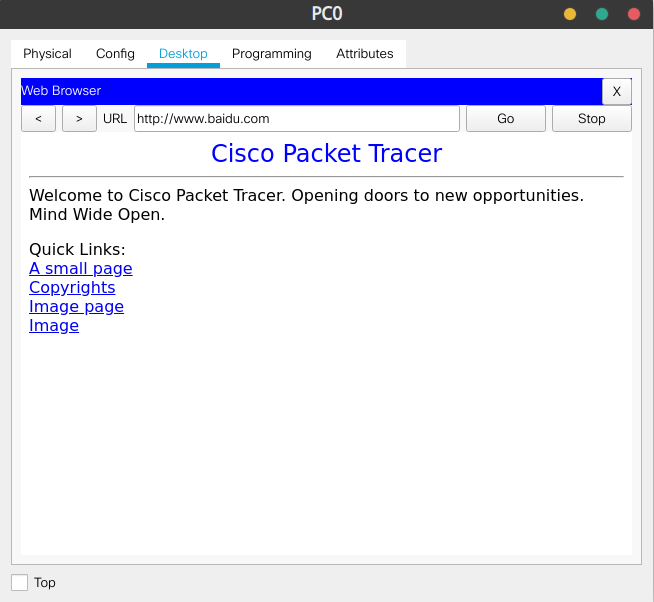 PC0
Physical Config Desktop Programming Attributes
Web Browser X
< > URL http://www.baidu.com Go Stop
Cisco Packet Tracer
Welcome to Cisco Packet Tracer. Opening doors to new opportunities.
Mind Wide Open.
Quick Links:
A small page
Copyrights
Image page
Image
Top